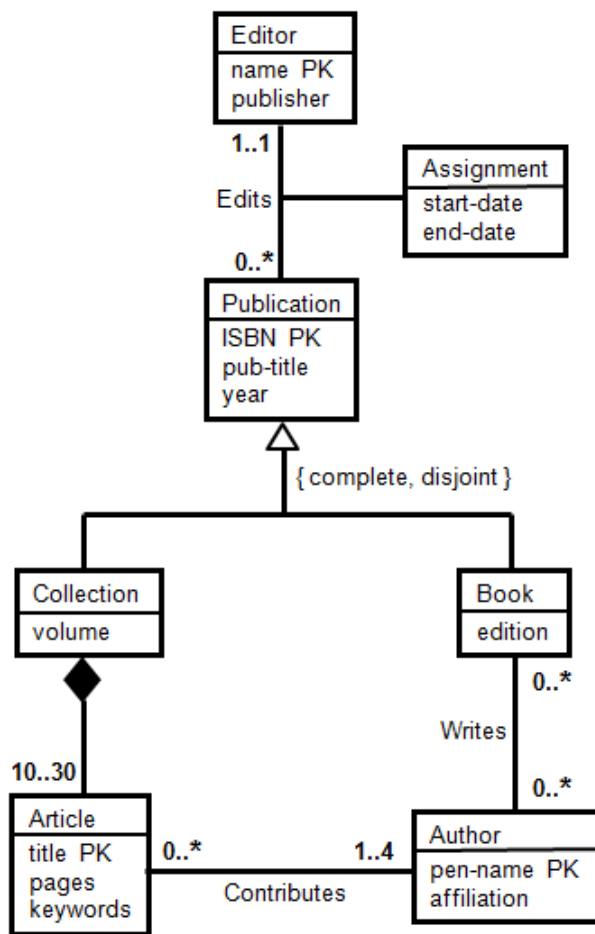 Editor
name PK
publisher
1..1
Assignment
start-date
end-date
Edits
0..*
Publication
ISBN PK
pub-title
year
{ complete, disjoint }
Collection
volume
Book
edition
0..*
Writes
0..*
10..30
Article
title PK
pages
keywords
0..*
Contributes
1..4
Author
pen-name PK
affiliation